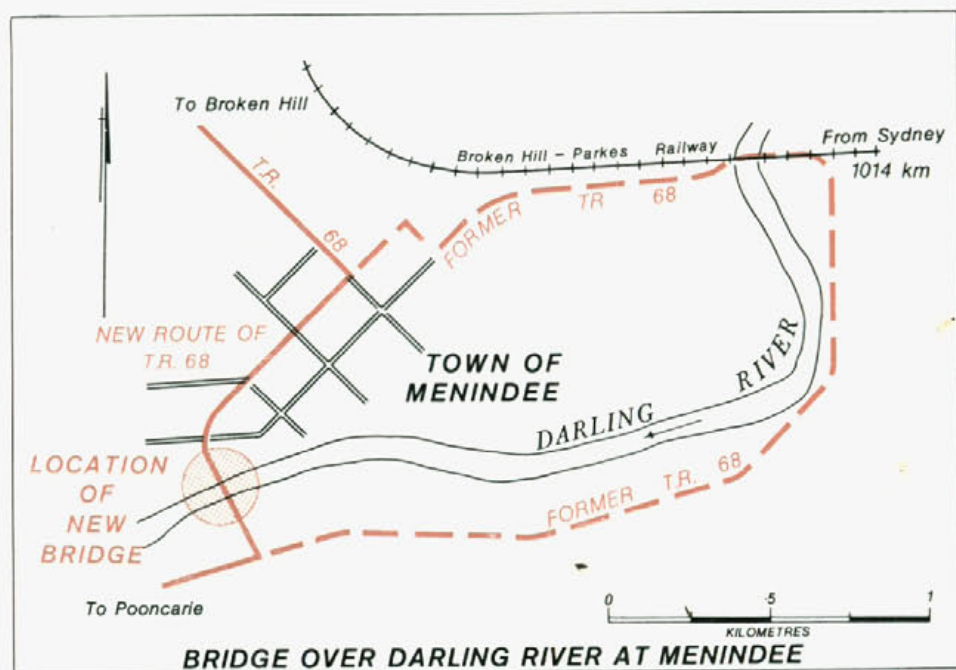 To Broken Hill
Broken Hill – Parkes Railway
From Sydney
1014 km
T.R. 68
FORMER TR 68
NEW ROUTE OF
T.R. 68
TOWN OF
MENINDEE
DARLING RIVER
LOCATION
OF
NEW
BRIDGE
FORMER T.R. 68
To Pooncarie
0 ·5 1
KILOMETRES
BRIDGE OVER DARLING RIVER AT MENINDEE